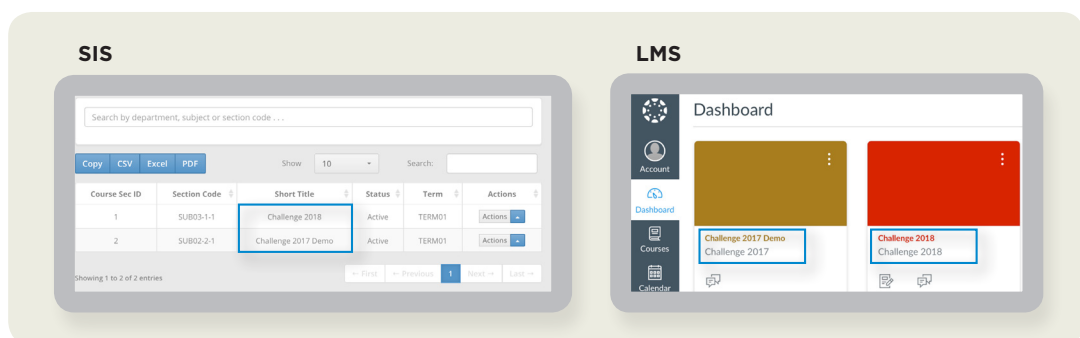 SIS
Search by department, subject or section code . . .
Copy CSV Excel PDF Show 10 Search:
Course Sec ID Section Code Short Title Status Term Actions
1 SUB03-1-1 Challenge 2018 Active TERM01 Actions
2 SUB02-2-1 Challenge 2017 Demo Active TERM01 Actions
Showing 1 to 2 of 2 entries ← First ← Previous 1 Next → Last →
LMS
Dashboard
Account
Dashboard
Courses
Calendar
Challenge 2017 Demo
Challenge 2017
Challenge 2018
Challenge 2018